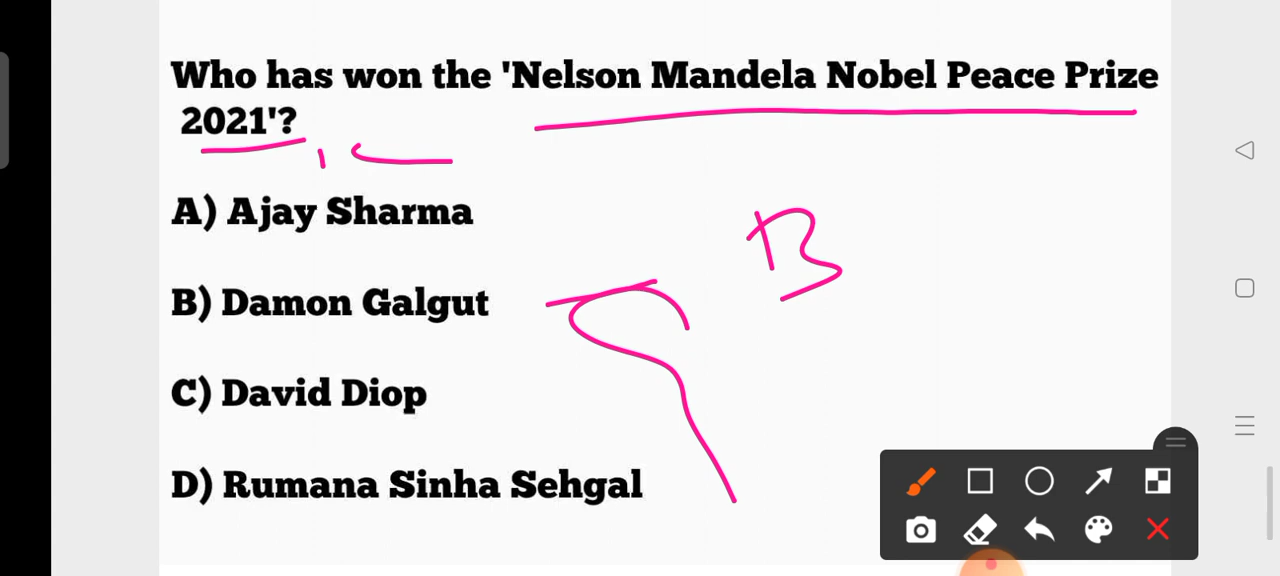 Who has won the 'Nelson Mandela Nobel Peace Prize
2021'?
A) Ajay Sharma
B
B) Damon Galgut
C) David Diop
D) Rumana Sinha Sehgal